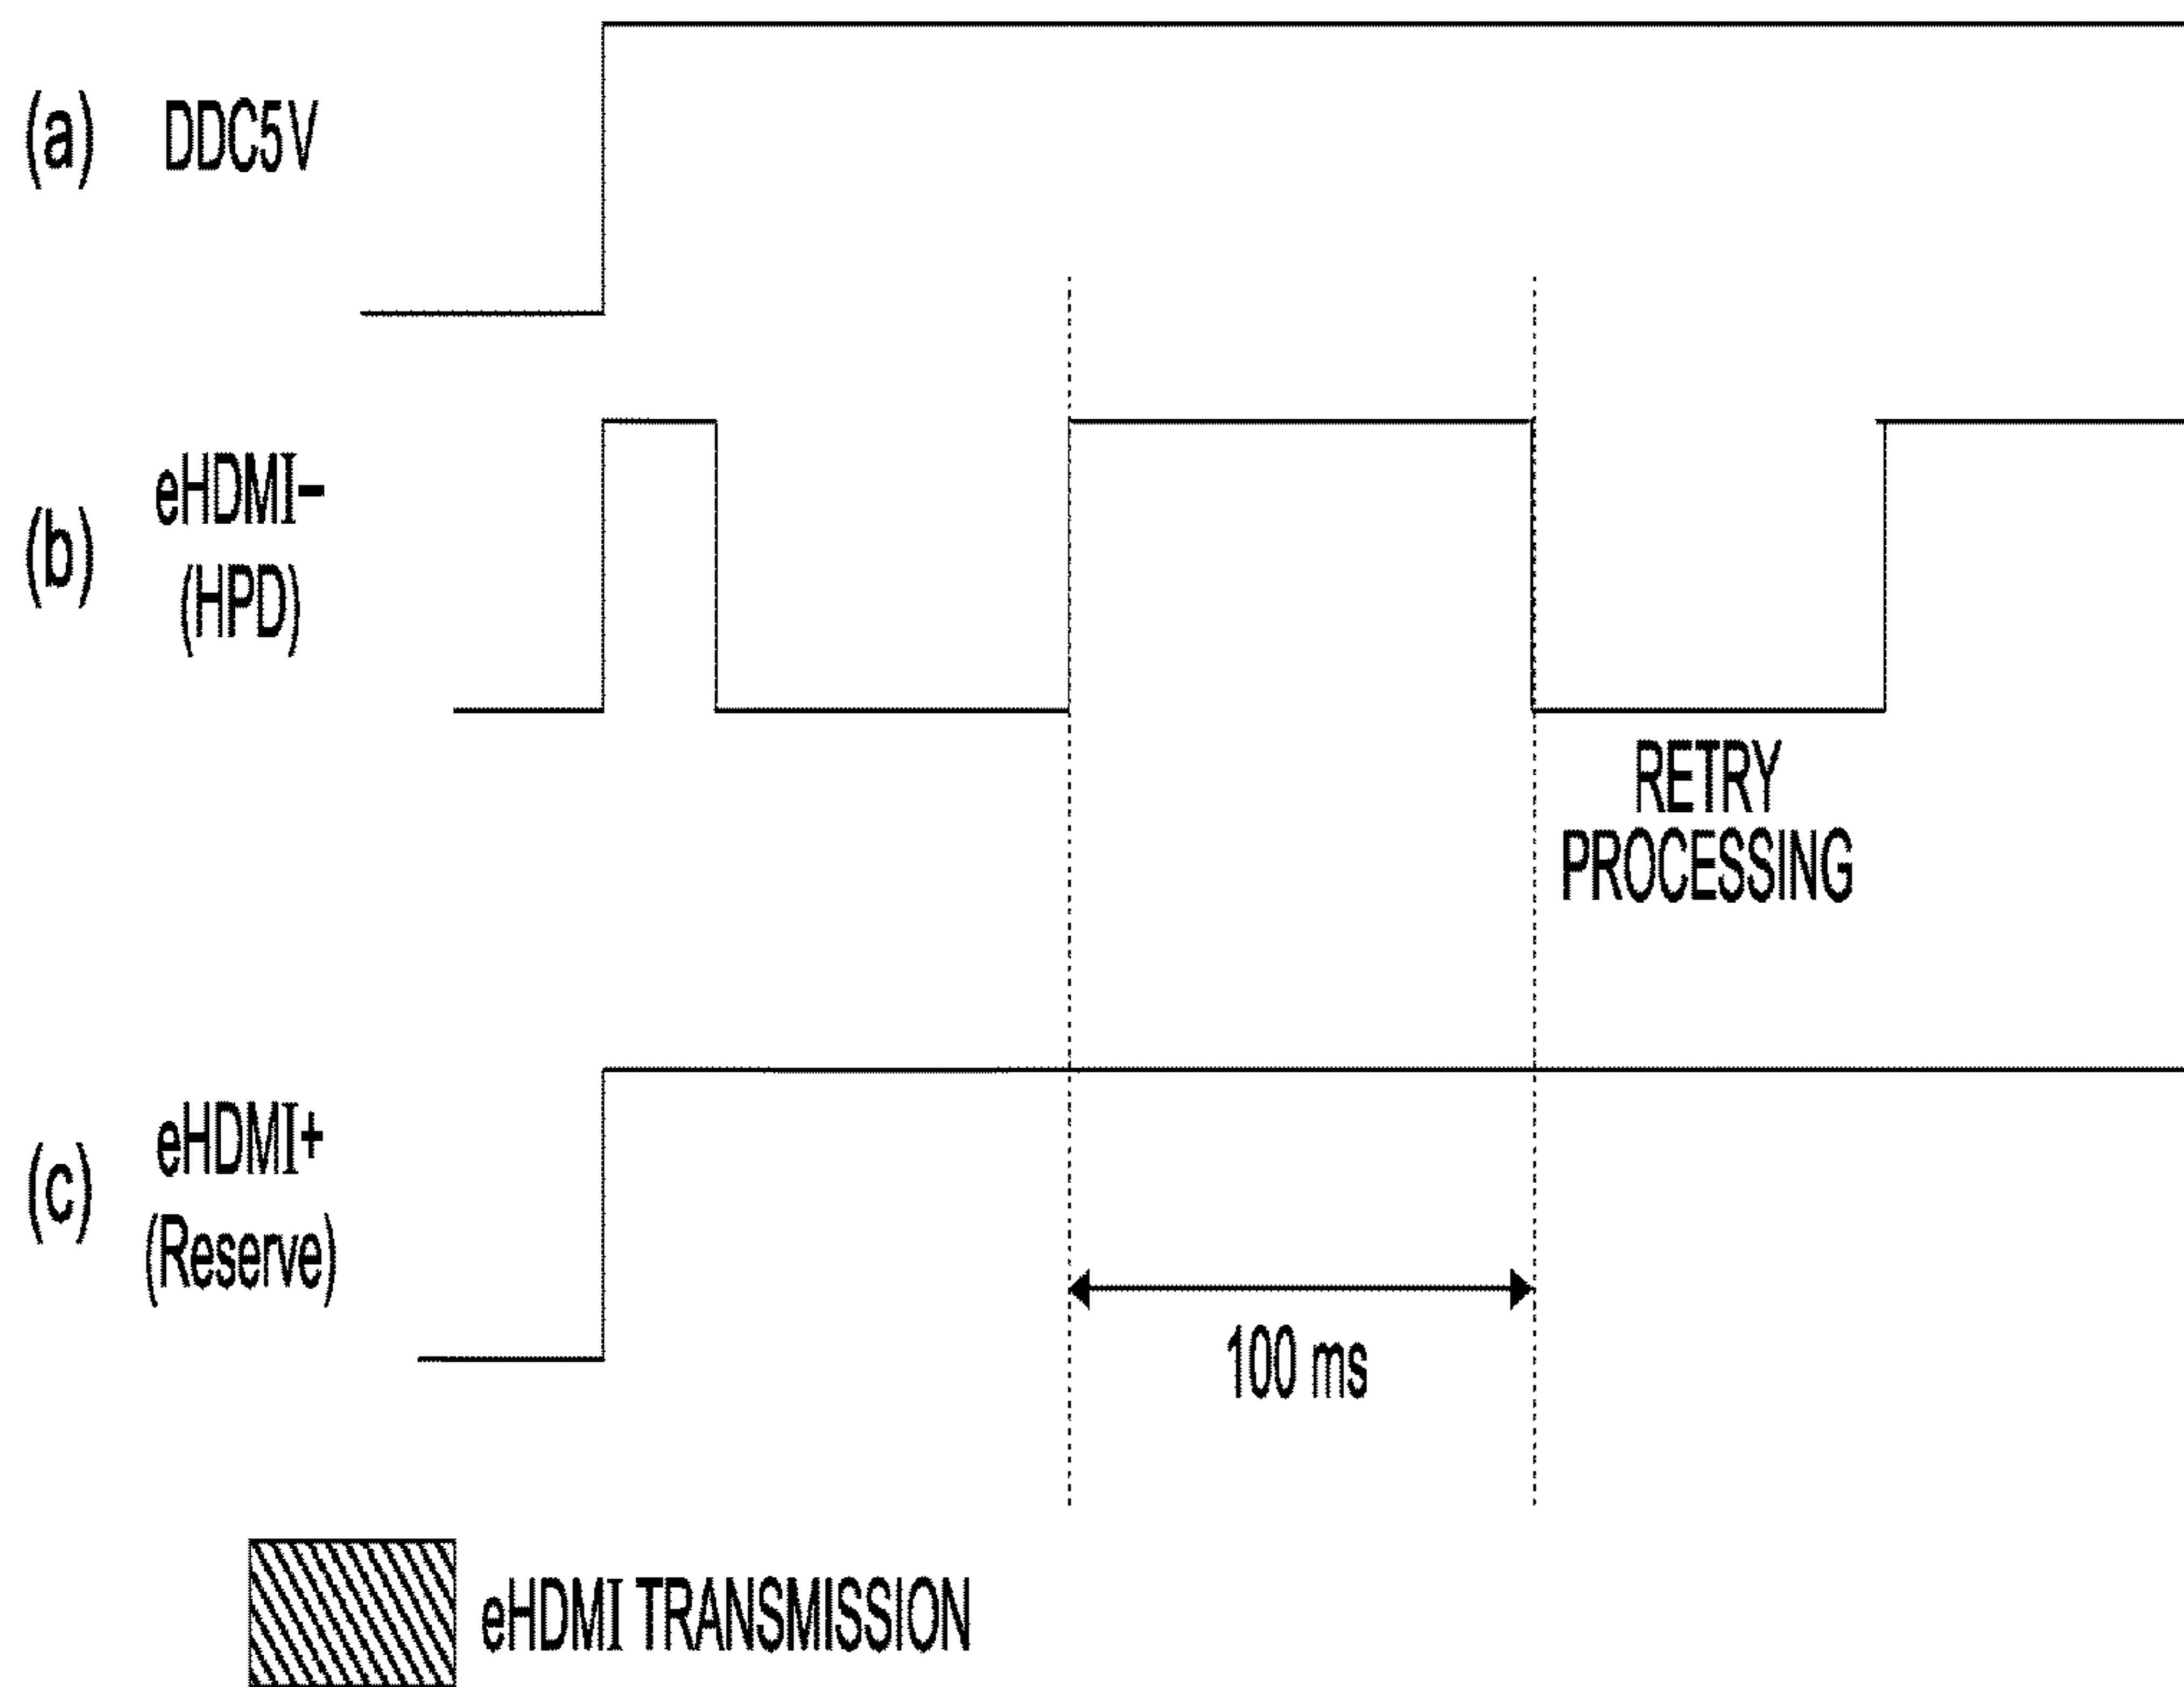 (a) DDC5V
(b) eHDMI−
(HPD)
RETRY
PROCESSING
(c) eHDMI+
(Reserve)
100 ms
eHDMI TRANSMISSION